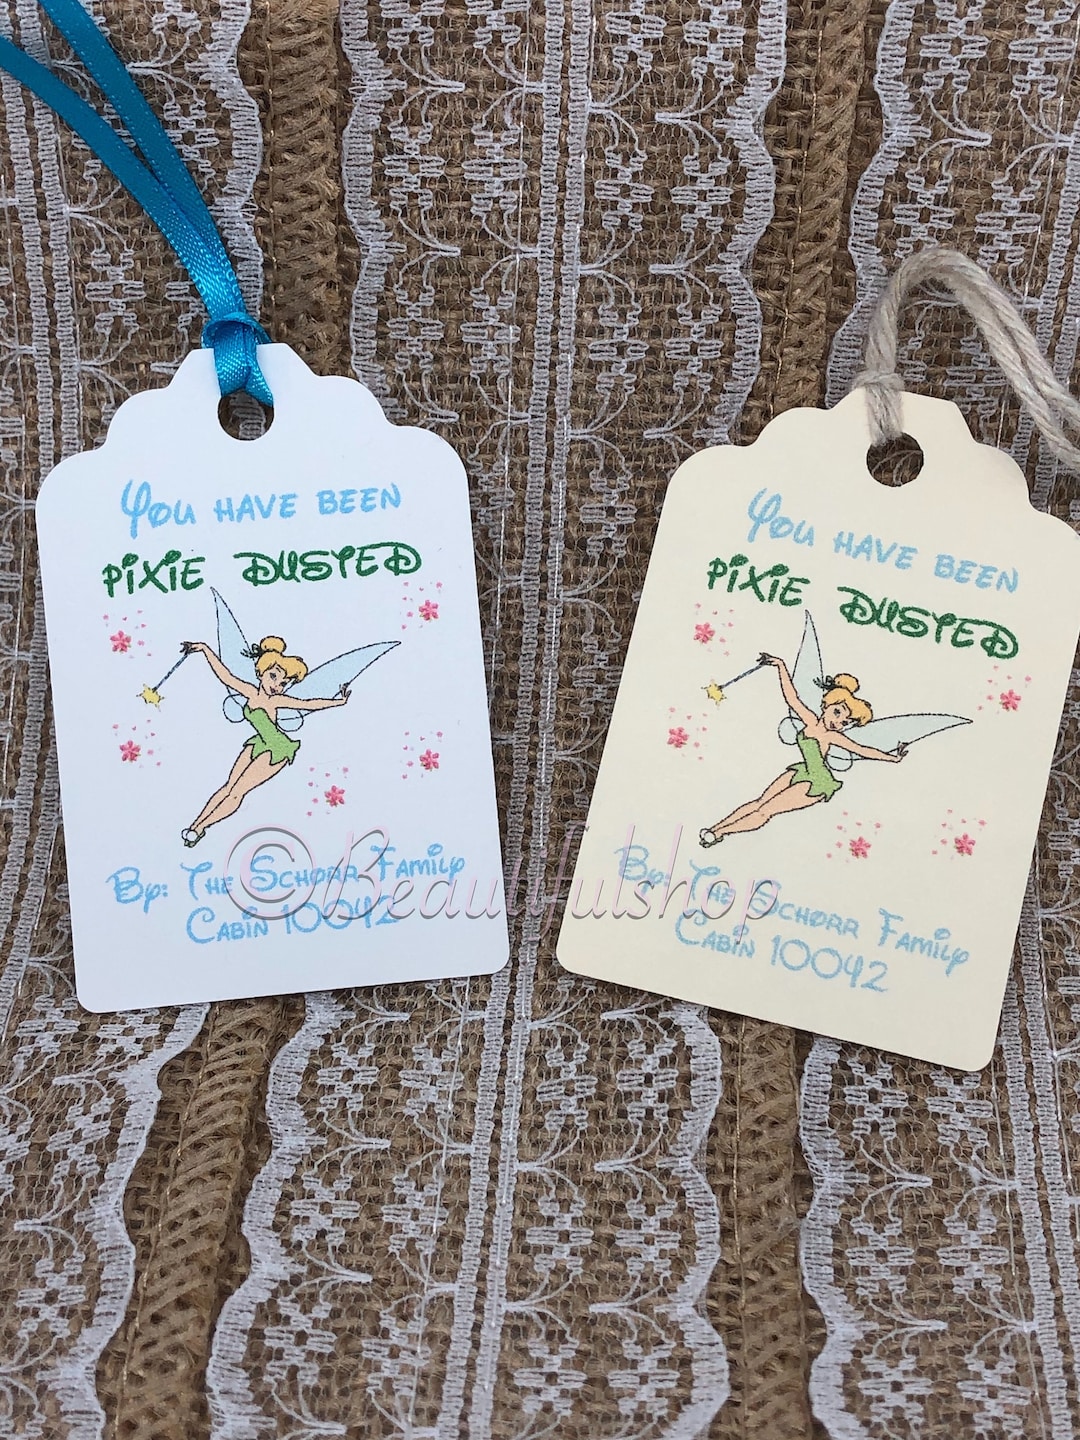 You have been
Pixie Dusted
By: The Schorr Family
Cabin 10042
You have been
Pixie Dusted
By: The Schorr Family
Cabin 10042
©Beautifulshop